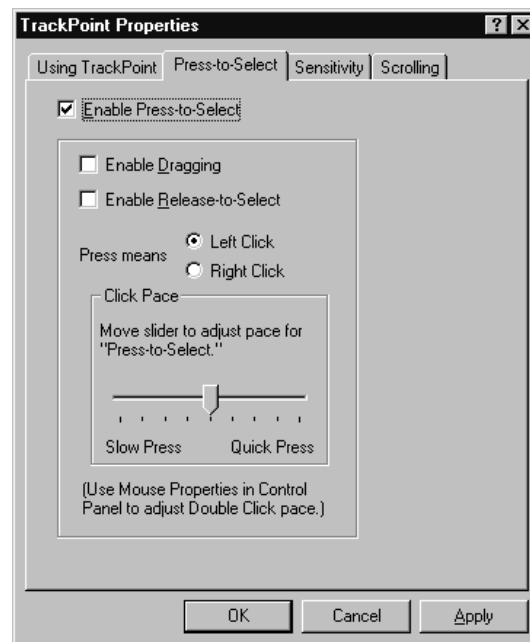 TrackPoint Properties
Using TrackPoint Press-to-Select Sensitivity Scrolling
Enable Press-to-Select
Enable Dragging
Enable Release-to-Select
Press means
Left Click
Right Click
Click Pace
Move slider to adjust pace for
"Press-to-Select."
Slow Press Quick Press
(Use Mouse Properties in Control
Panel to adjust Double Click pace.)
OK Cancel Apply